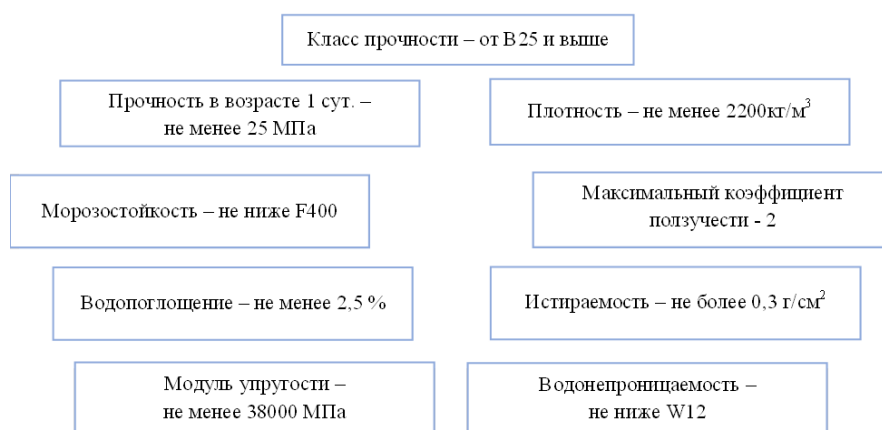 Класс прочности – от В25 и выше
Прочность в возрасте 1 сут. –
не менее 25 МПа
Плотность – не менее 2200кг/м³
Морозостойкость – не ниже F400
Максимальный коэффициент
ползучести - 2
Водопоглощение – не менее 2,5 %
Истираемость – не более 0,3 г/см²
Модуль упругости –
не менее 38000 МПа
Водонепроницаемость –
не ниже W12